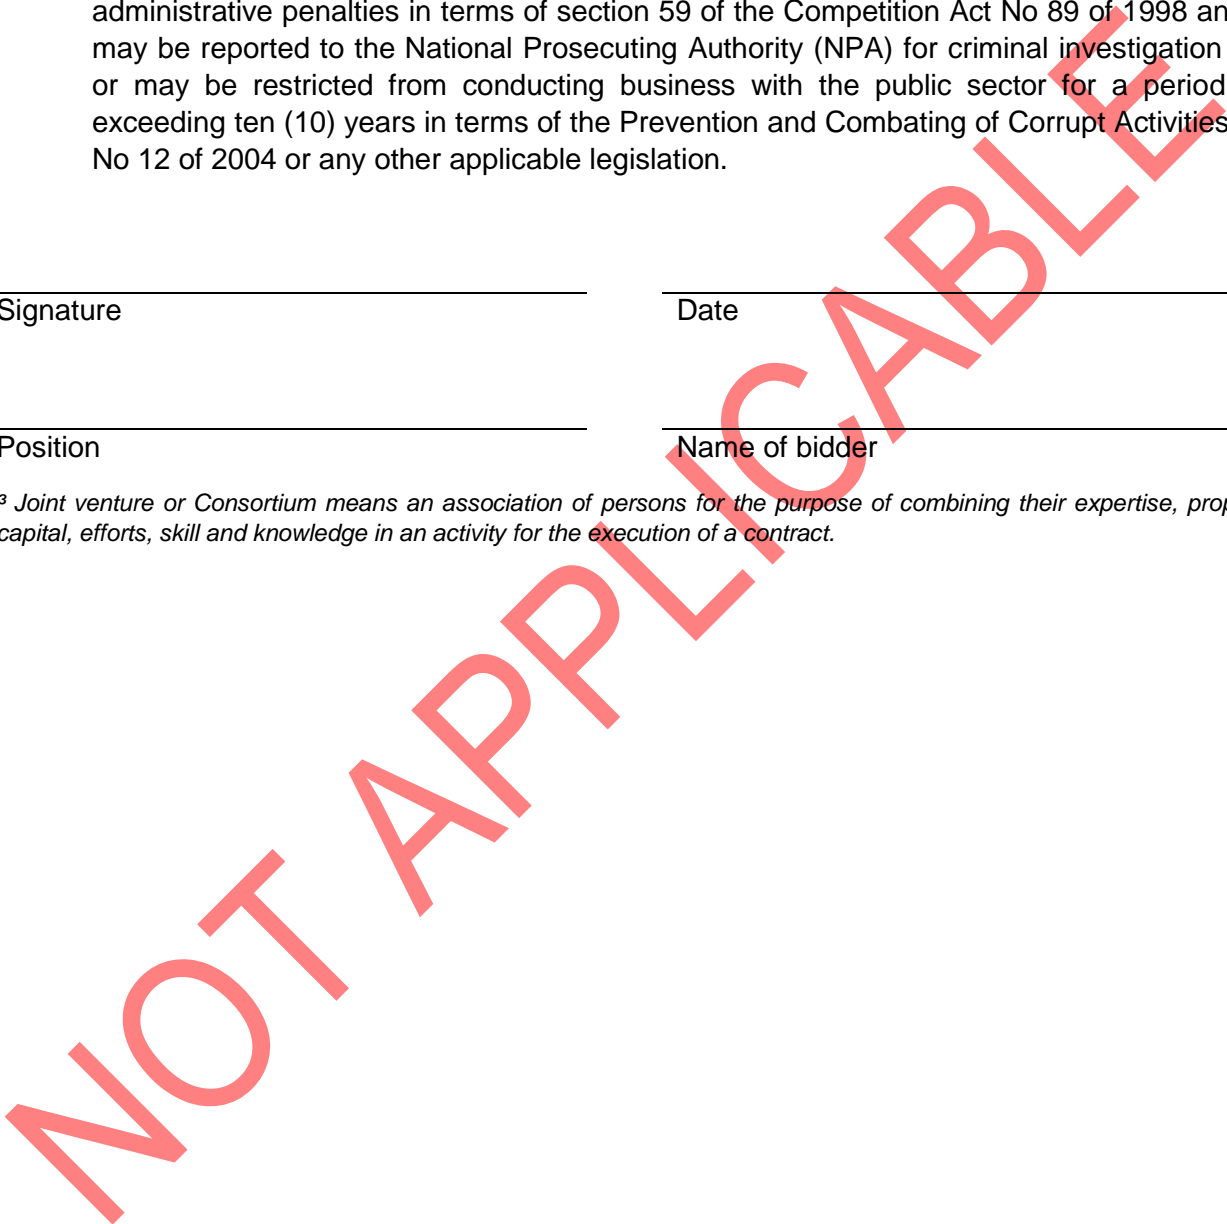 administrative penalties in terms of section 59 of the Competition Act No 89 of 1998 an
may be reported to the National Prosecuting Authority (NPA) for criminal investigation
or may be restricted from conducting business with the public sector for a period
exceeding ten (10) years in terms of the Prevention and Combating of Corrupt Activities
No 12 of 2004 or any other applicable legislation.
Signature Date
Position Name of bidder
³ Joint venture or Consortium means an association of persons for the purpose of combining their expertise, prop
capital, efforts, skill and knowledge in an activity for the execution of a contract.
NOT APPLICABLE